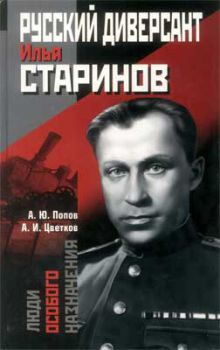 РУССКИЙ ДИВЕРСАНТ
Илья
СТАРИНОВ
А. Ю. Попов
А. И. Цветков
ЛЮДИ
ОСОБОГО
НАЗНАЧЕНИЯ